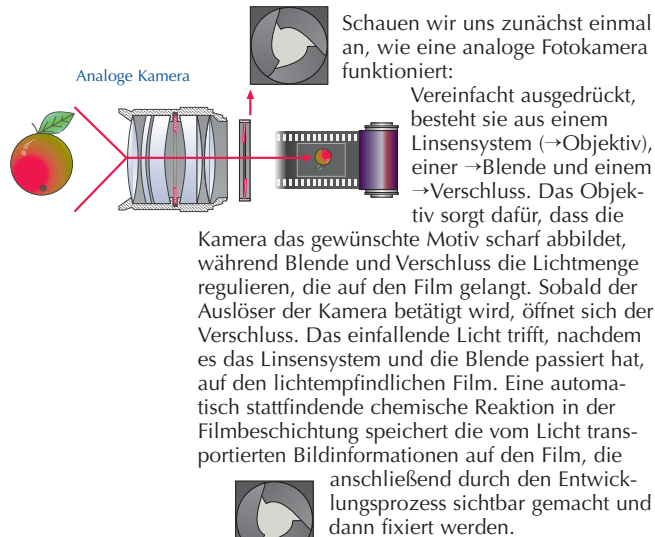 Analoge Kamera
Schauen wir uns zunächst einmal
an, wie eine analoge Fotokamera
funktioniert:
Vereinfacht ausgedrückt,
besteht sie aus einem
Linsensystem (→Objektiv),
einer →Blende und einem
→Verschluss. Das Objek-
tiv sorgt dafür, dass die
Kamera das gewünschte Motiv scharf abbildet,
während Blende und Verschluss die Lichtmenge
regulieren, die auf den Film gelangt. Sobald der
Auslöser der Kamera betätigt wird, öffnet sich der
Verschluss. Das einfallende Licht trifft, nachdem
es das Linsensystem und die Blende passiert hat,
auf den lichtempfindlichen Film. Eine automa-
tisch stattfindende chemische Reaktion in der
Filmbeschichtung speichert die vom Licht trans-
portierten Bildinformationen auf den Film, die
anschließend durch den Entwick-
lungsprozess sichtbar gemacht und
dann fixiert werden.